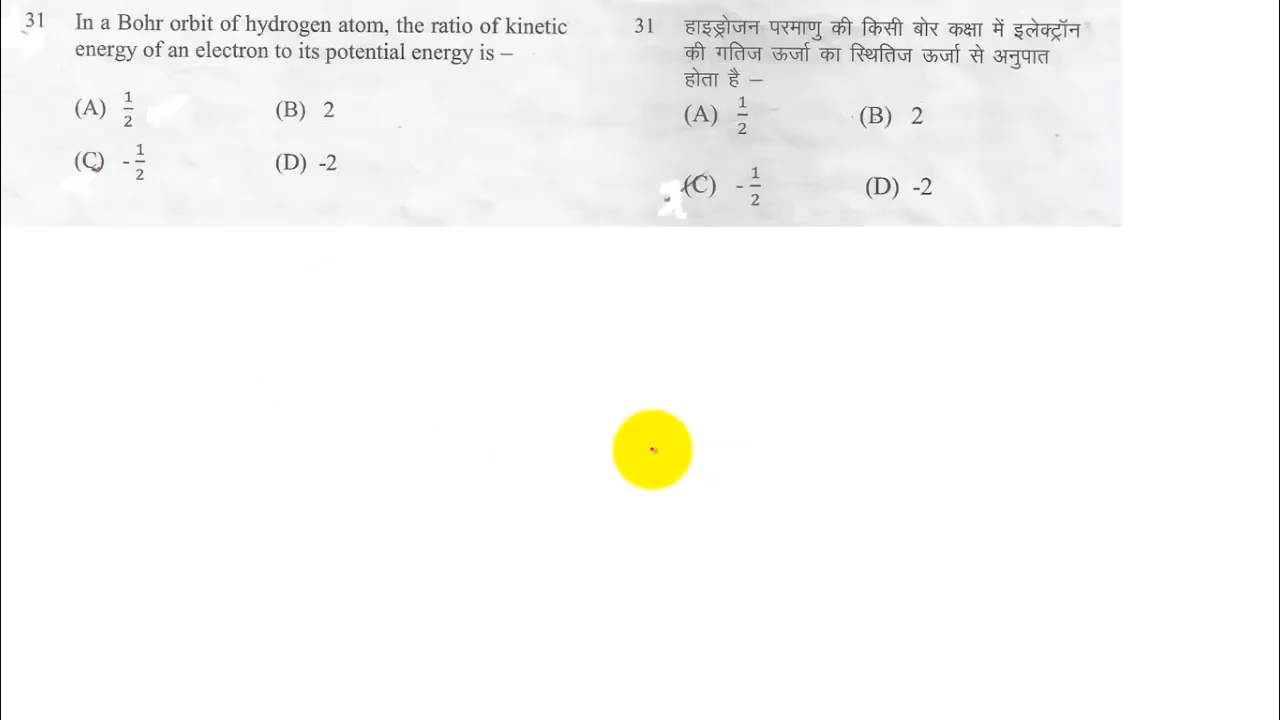 31 In a Bohr orbit of hydrogen atom, the ratio of kinetic
energy of an electron to its potential energy is –
(A) 1/2 (B) 2
(C) -1/2 (D) -2
31 हाइड्रोजन परमाणु की किसी बोर कक्षा में इलेक्ट्रॉन
की गतिज ऊर्जा का स्थितिज ऊर्जा से अनुपात
होता है –
(A) 1/2 (B) 2
(C) -1/2 (D) -2